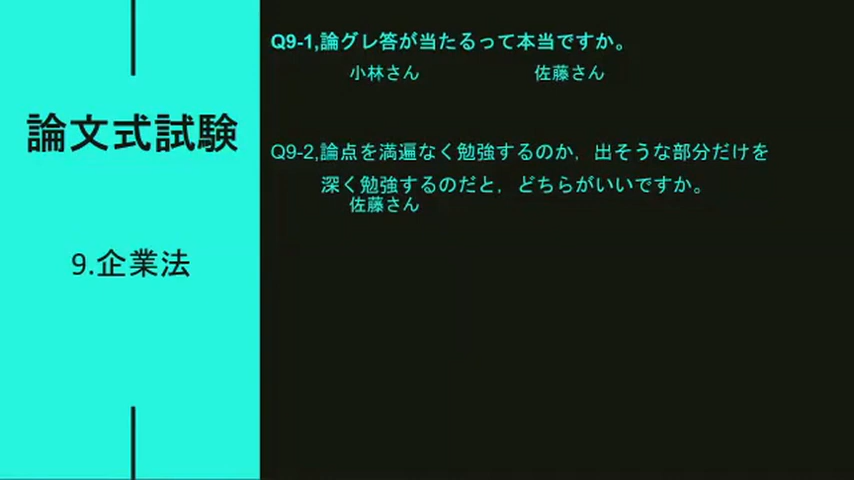 論文式試験
9.企業法
Q9-1,論グレ答が当たるって本当ですか。
小林さん 佐藤さん
Q9-2,論点を満遍なく勉強するのか，出そうな部分だけを
深く勉強するのだと，どちらがいいですか。
佐藤さん